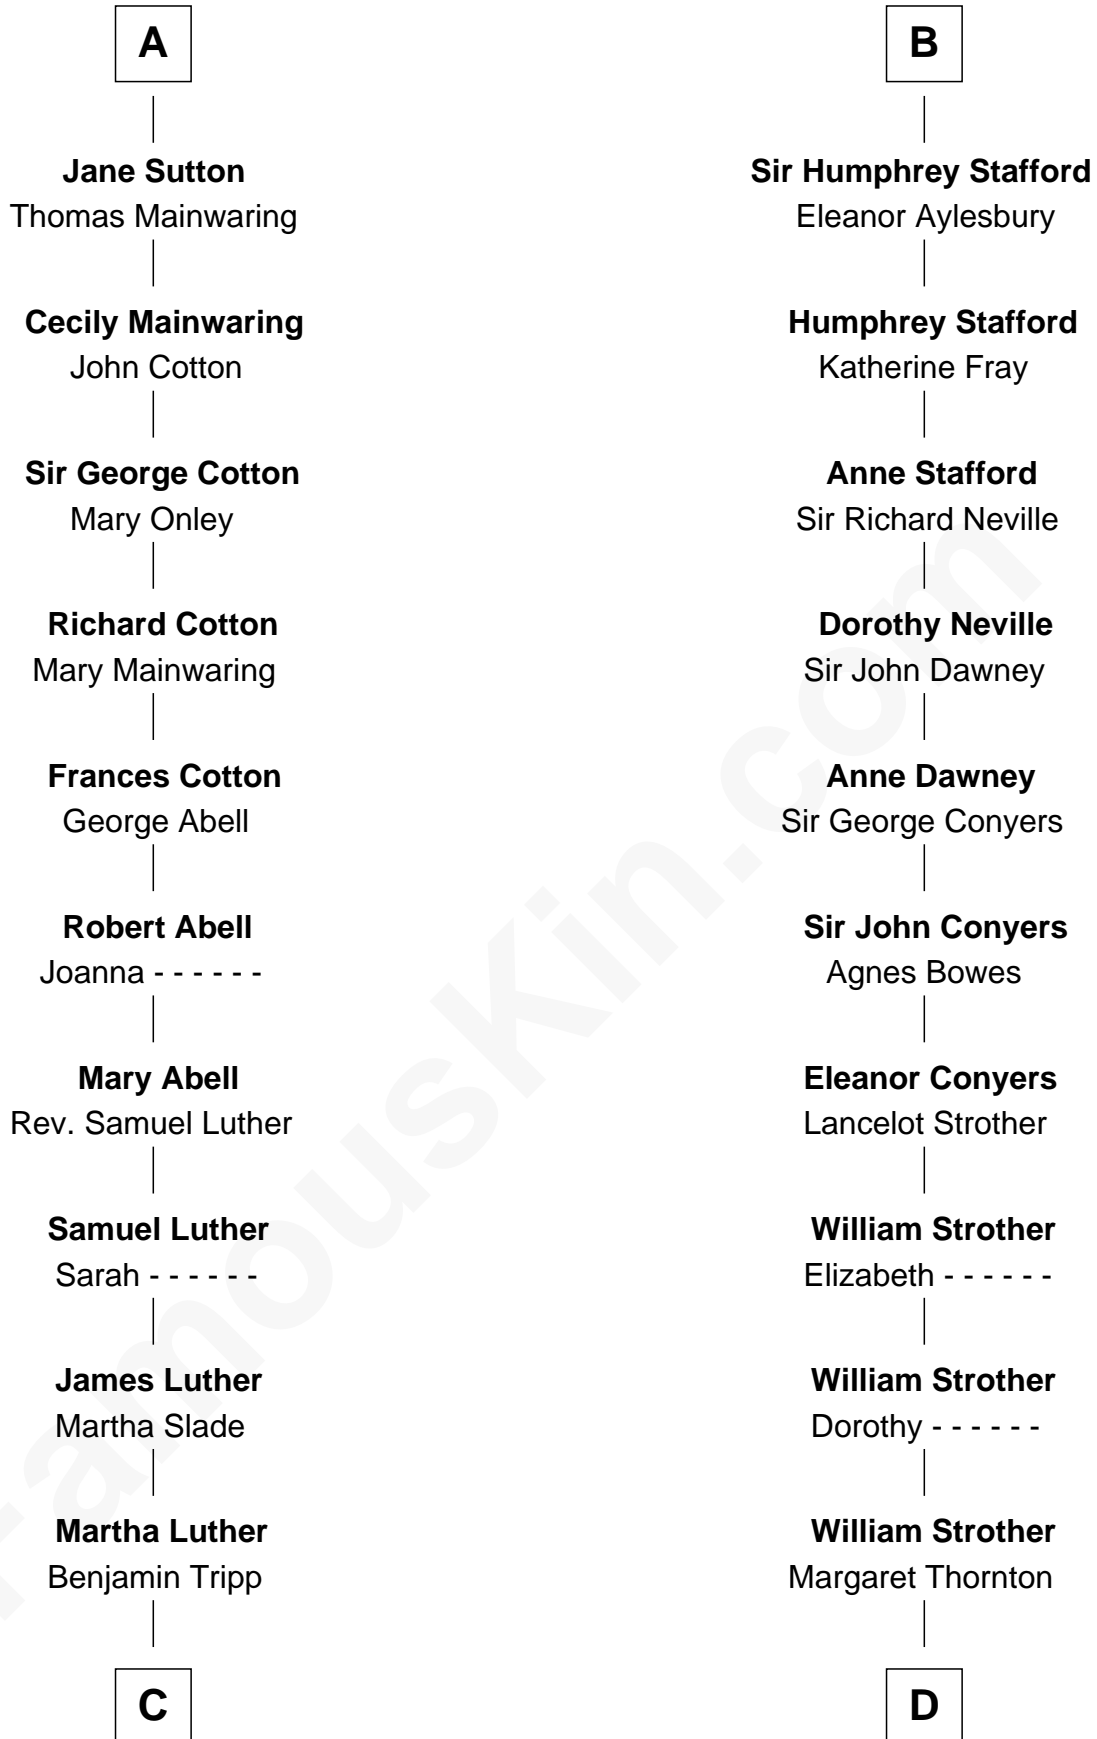 A
Jane Sutton
Thomas Mainwaring
Cecily Mainwaring
John Cotton
Sir George Cotton
Mary Onley
Richard Cotton
Mary Mainwaring
Frances Cotton
George Abell
Robert Abell
Joanna - - - - - -
Mary Abell
Rev. Samuel Luther
Samuel Luther
Sarah - - - - - -
James Luther
Martha Slade
Martha Luther
Benjamin Tripp
C
B
Sir Humphrey Stafford
Eleanor Aylesbury
Humphrey Stafford
Katherine Fray
Anne Stafford
Sir Richard Neville
Dorothy Neville
Sir John Dawney
Anne Dawney
Sir George Conyers
Sir John Conyers
Agnes Bowes
Eleanor Conyers
Lancelot Strother
William Strother
Elizabeth - - - - - -
William Strother
Dorothy - - - - - -
William Strother
Margaret Thornton
D
FamousKin.com